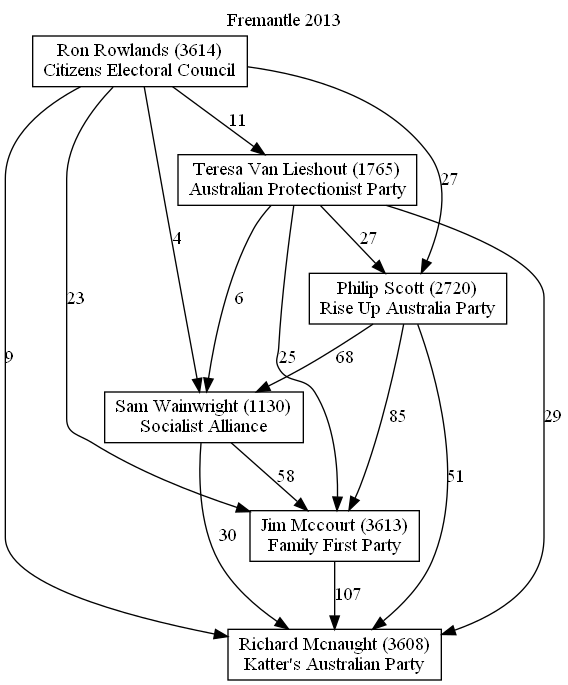 Fremantle 2013
Ron Rowlands (3614)
Citizens Electoral Council
11
Teresa Van Lieshout (1765)
Australian Protectionist Party
27
4
27
Philip Scott (2720)
Rise Up Australia Party
23
6
9
25
68
29
Sam Wainwright (1130)
Socialist Alliance
85
58
51
Jim Mccourt (3613)
Family First Party
30
107
Richard Mcnaught (3608)
Katter's Australian Party